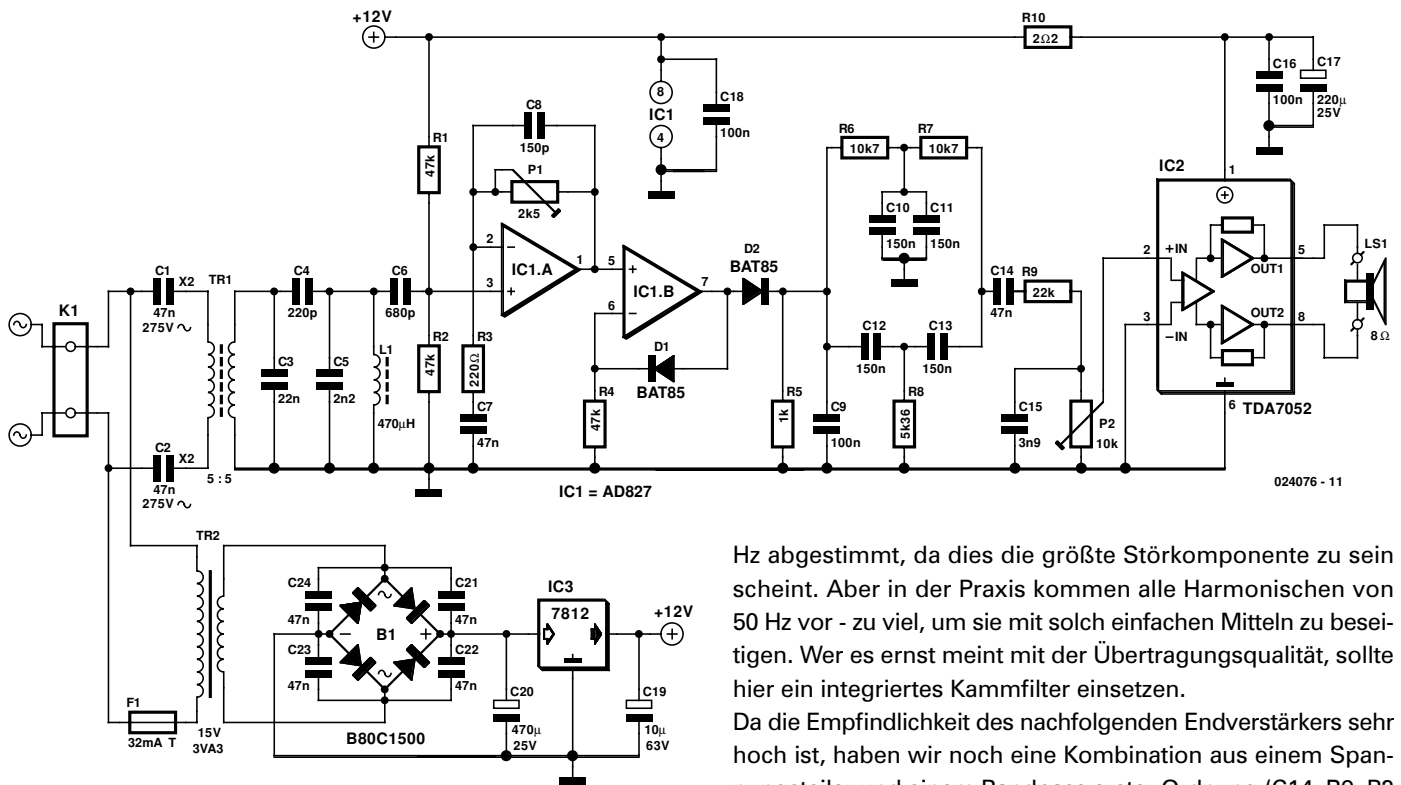 +12V
R10
2Ω2
C16
100n
C17
220µ
25V
C18
100n
8
IC1
4
C8
150p
P1
2k5
R1
47k
R6
10k7
R7
10k7
IC2
1
C10
150n
C11
150n
K1
C1
X2
47n
275V ∼
TR1
C4
220p
C6
680p
2
3
IC1.A
1
5
6
IC1.B
7
D2
BAT85
C14
47n
R9
22k
2
+IN
3
−IN
OUT1
5
OUT2
8
LS1
8Ω
6
TDA7052
C3
22n
C5
2n2
L1
470µH
R2
47k
R3
220Ω
C7
47n
D1
BAT85
R4
47k
R5
1k
C9
100n
C12
150n
C13
150n
R8
5k36
C15
3n9
P2
10k
C2
X2
47n
275V ∼
5 : 5
IC1 = AD827
024076 - 11
TR2
C24
47n
C21
47n
B1
C23
47n
C22
47n
IC3
7812
+12V
C20
470µ
25V
C19
10µ
63V
F1
32mA T
15V
3VA3
B80C1500
Hz abgestimmt, da dies die größte Störkomponente zu sein
scheint. Aber in der Praxis kommen alle Harmonischen von
50 Hz vor - zu viel, um sie mit solch einfachen Mitteln zu besei-
tigen. Wer es ernst meint mit der Übertragungsqualität, sollte
hier ein integriertes Kammfilter einsetzen.
Da die Empfindlichkeit des nachfolgenden Endverstärkers sehr
hoch ist, haben wir noch eine Kombination aus einem Span-